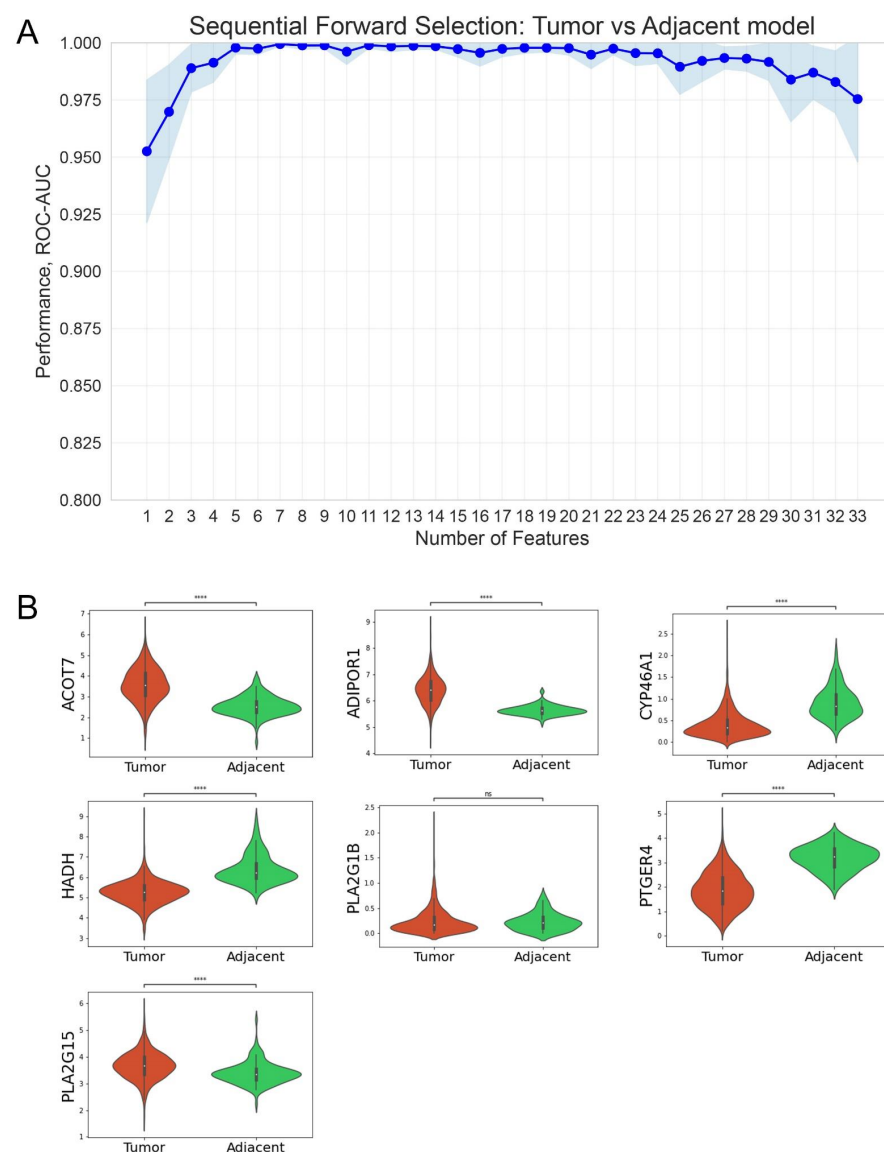 A
Sequential Forward Selection: Tumor vs Adjacent model
Performance, ROC-AUC
1.000
0.975
0.950
0.925
0.900
0.875
0.850
0.825
0.800
1 2 3 4 5 6 7 8 9 10 11 12 13 14 15 16 17 18 19 20 21 22 23 24 25 26 27 28 29 30 31 32 33
Number of Features
B
****
ACOT7
7
6
5
4
3
2
1
Tumor Adjacent
****
ADIPOR1
9
8
7
6
5
4
Tumor Adjacent
****
CYP46A1
2.5
2.0
1.5
1.0
0.5
0.0
Tumor Adjacent
****
HADH
9
8
7
6
5
4
3
Tumor Adjacent
ns
PLA2G1B
2.5
2.0
1.5
1.0
0.5
0.0
Tumor Adjacent
****
PTGER4
5
4
3
2
1
0
Tumor Adjacent
****
PLA2G15
6
5
4
3
2
1
Tumor Adjacent